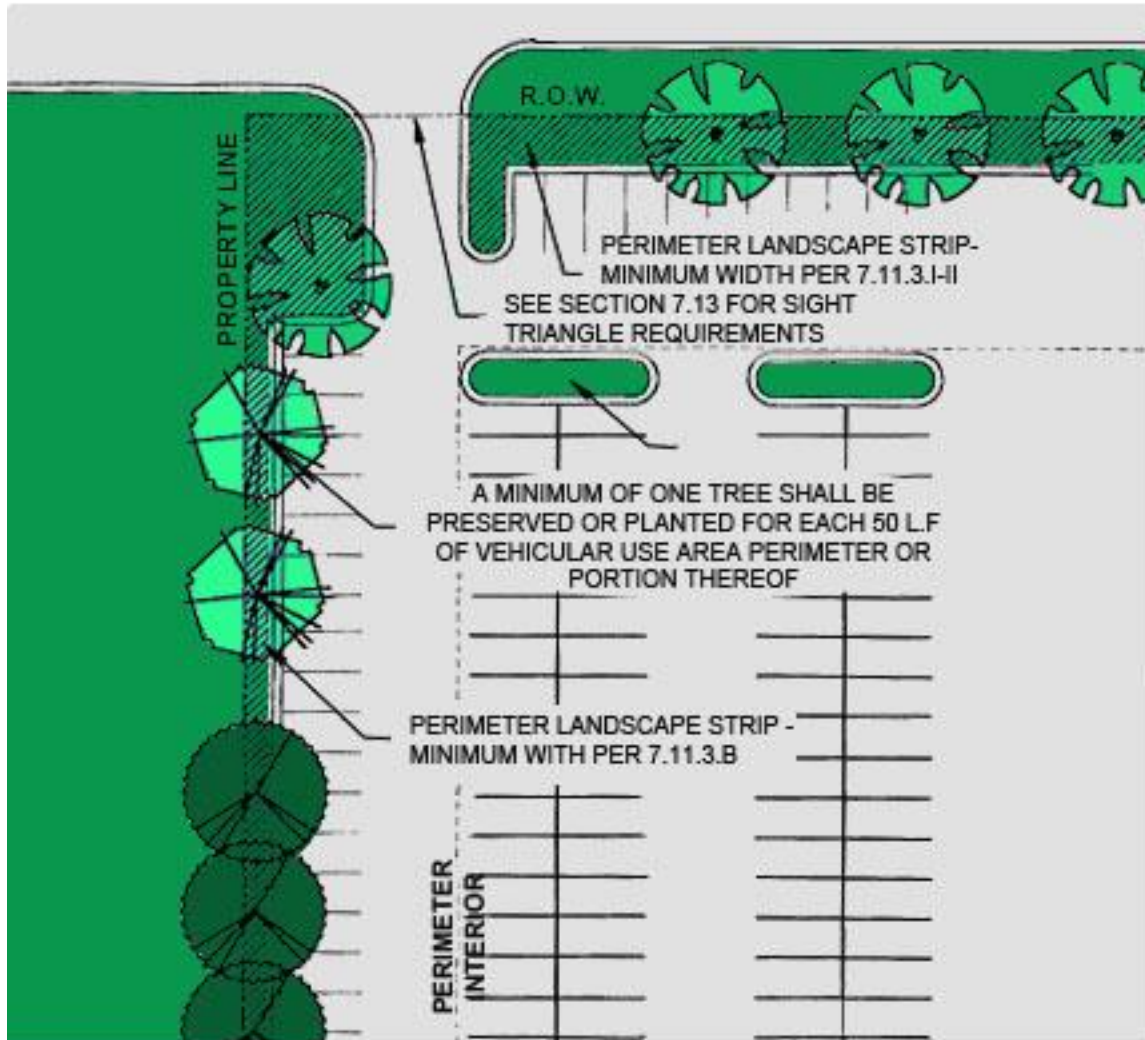 R.O.W.
PROPERTY LINE
PERIMETER LANDSCAPE STRIP-
MINIMUM WIDTH PER 7.11.3.I-II
SEE SECTION 7.13 FOR SIGHT
TRIANGLE REQUIREMENTS
A MINIMUM OF ONE TREE SHALL BE
PRESERVED OR PLANTED FOR EACH 50 L.F
OF VEHICULAR USE AREA PERIMETER OR
PORTION THEREOF
PERIMETER LANDSCAPE STRIP -
MINIMUM WITH PER 7.11.3.B
PERIMETER
INTERIOR